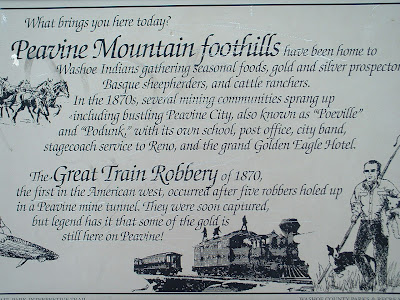 What brings you here today?
Peavine Mountain foothills have been home to
Washoe Indians gathering seasonal foods, gold and silver prospector
Basque sheepherders, and cattle ranchers.
In the 1870s, several mining communities sprang up
including bustling Peavine City, also known as "Poeville"
and "Podunk," with its own school, post office, city band,
stagecoach service to Reno, and the grand Golden Eagle Hotel.
The Great Train Robbery of 1870,
the first in the American west, occurred after five robbers holed up
in a Peavine mine tunnel. They were soon captured,
but legend has it that some of the gold is
still here on Peavine!
WASHOE COUNTY PARKS